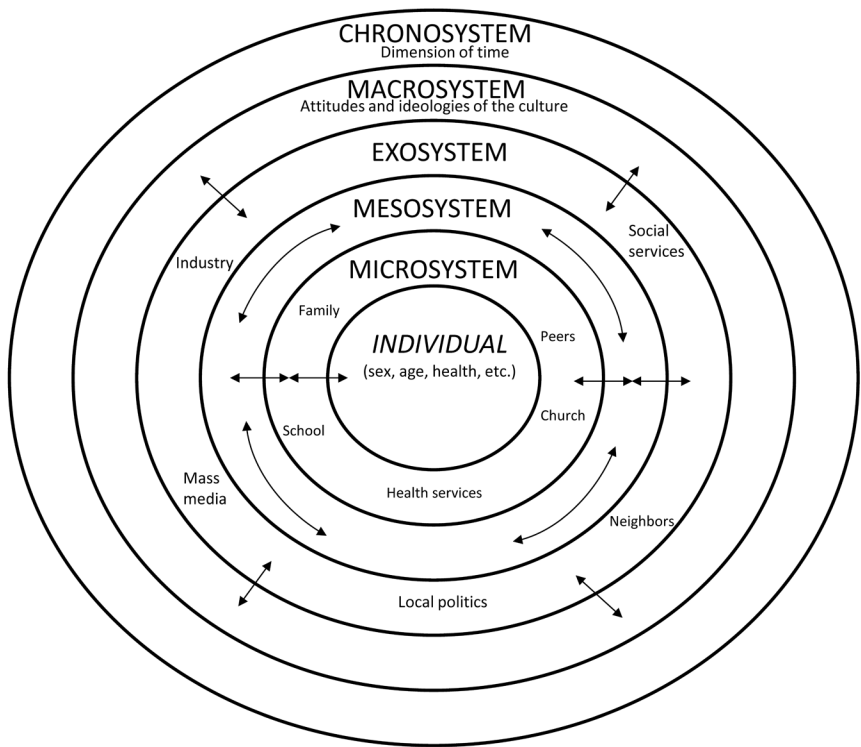 CHRONOSYSTEM
Dimension of time
MACROSYSTEM
Attitudes and ideologies of the culture
EXOSYSTEM
MESOSYSTEM
Social
services
Industry
MICROSYSTEM
Family
Peers
INDIVIDUAL
(sex, age, health, etc.)
Church
School
Mass
media
Health services
Neighbors
Local politics